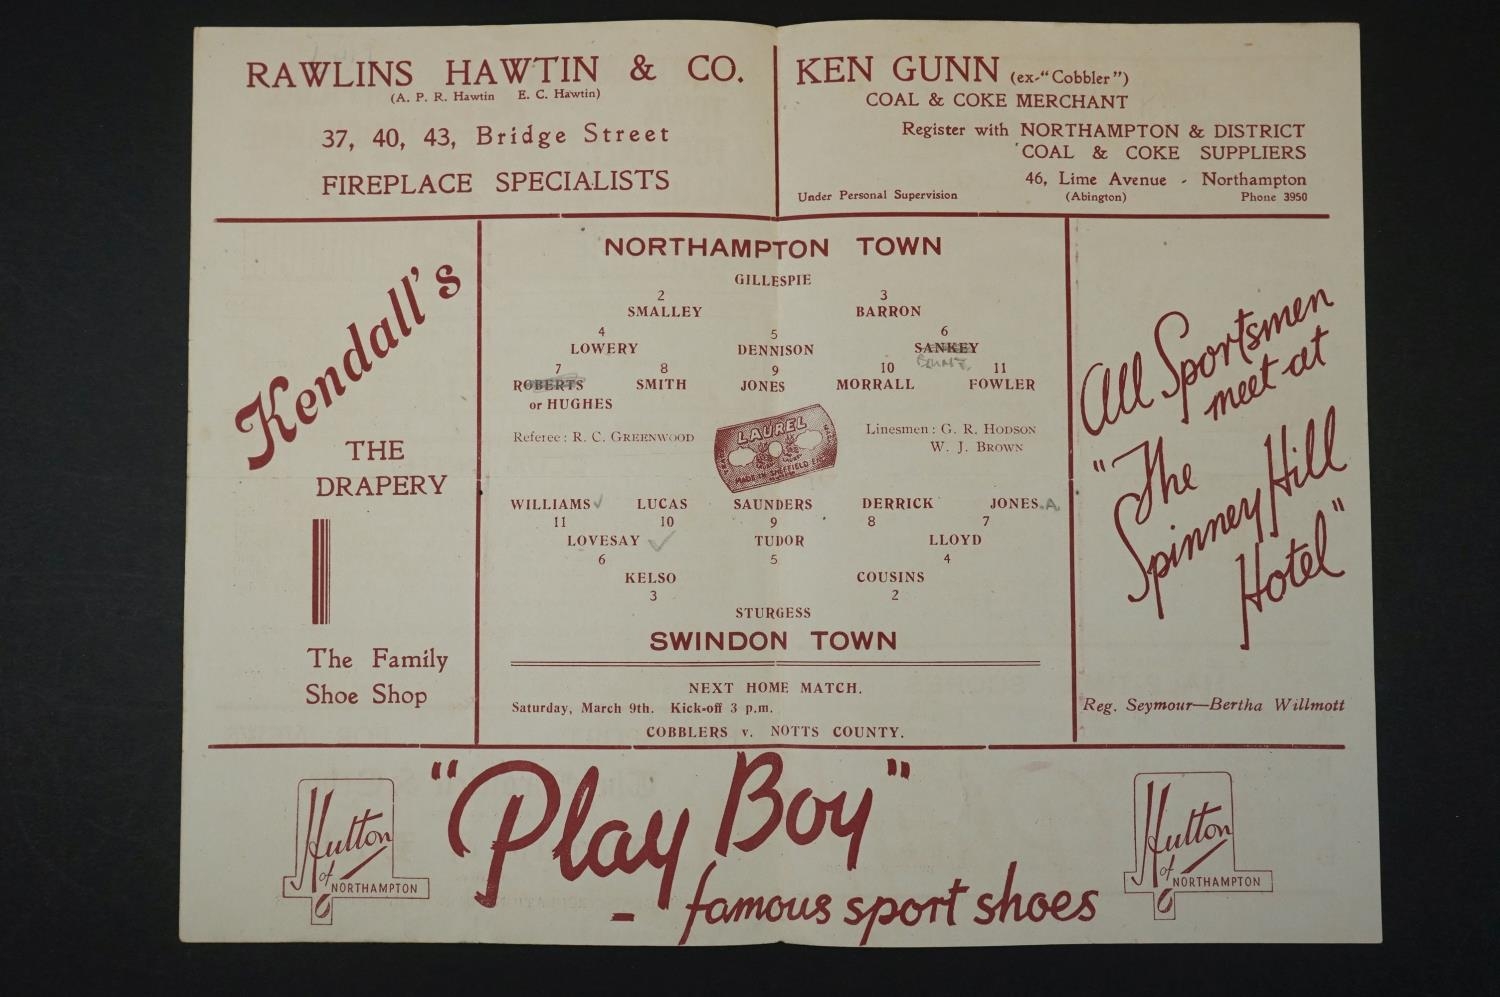 RAWLINS HAWTIN & CO.
(A. P. R. Hawtin E. C. Hawtin)
37, 40, 43, Bridge Street
FIREPLACE SPECIALISTS
KEN GUNN (ex-"Cobbler")
COAL & COKE MERCHANT
Register with NORTHAMPTON & DISTRICT
COAL & COKE SUPPLIERS
46, Lime Avenue - Northampton
Under Personal Supervision (Abington) Phone 3950
Kendall's
THE
DRAPERY
The Family
Shoe Shop
NORTHAMPTON TOWN
GILLESPIE
2 3
SMALLEY BARRON
4 5 6
LOWERY DENNISON SANKEY
7 8 9 10 11
ROBERTS SMITH JONES MORRALL FOWLER
or HUGHES
Referee : R. C. GREENWOOD
LAUREL
MADE IN SHEFFIELD ENG.
Linesmen : G. R. HODSON
W. J. BROWN
WILLIAMS ✓ LUCAS SAUNDERS DERRICK JONES.A.
11 10 9 8 7
LOVESAY ✓ TUDOR LLOYD
6 5 4
KELSO COUSINS
3 2
STURGESS
SWINDON TOWN
NEXT HOME MATCH.
Saturday, March 9th. Kick-off 3 p.m.
COBBLERS v. NOTTS COUNTY.
All Sportsmen
meet at
"The
Spinney Hill
Hotel"
Reg. Seymour—Bertha Willmott
Hutton
of
NORTHAMPTON
"Play Boy"
- famous sport shoes
Hutton
of
NORTHAMPTON